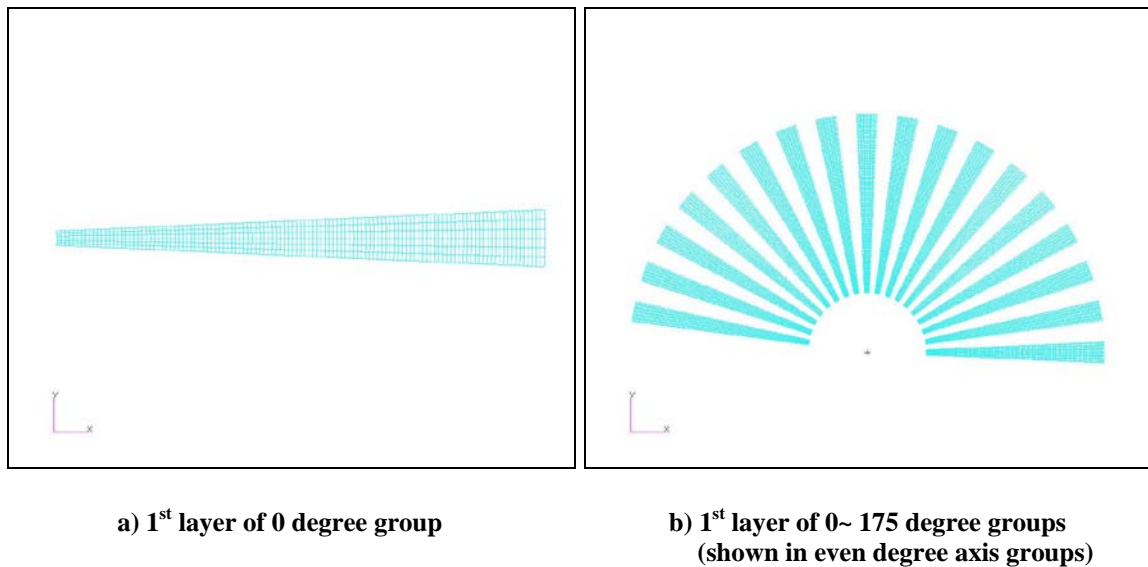 Y
X
Y
X
a) 1st layer of 0 degree group
b) 1st layer of 0~ 175 degree groups
(shown in even degree axis groups)